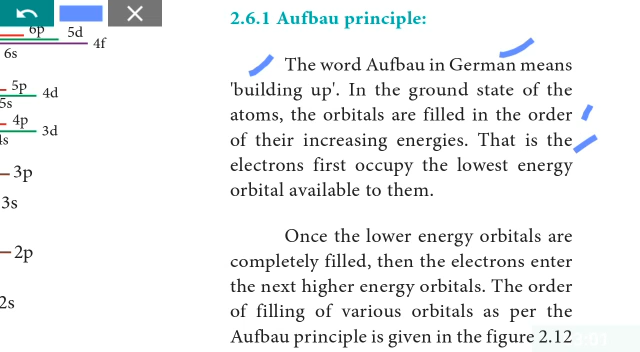 6p
5d
4f
6s
5p
5s
4d
4p
4s
3d
3p
3s
2p
2s
2.6.1 Aufbau principle:
The word Aufbau in German means
'building up'. In the ground state of the
atoms, the orbitals are filled in the order
of their increasing energies. That is the
electrons first occupy the lowest energy
orbital available to them.
Once the lower energy orbitals are
completely filled, then the electrons enter
the next higher energy orbitals. The order
of filling of various orbitals as per the
Aufbau principle is given in the figure 2.12